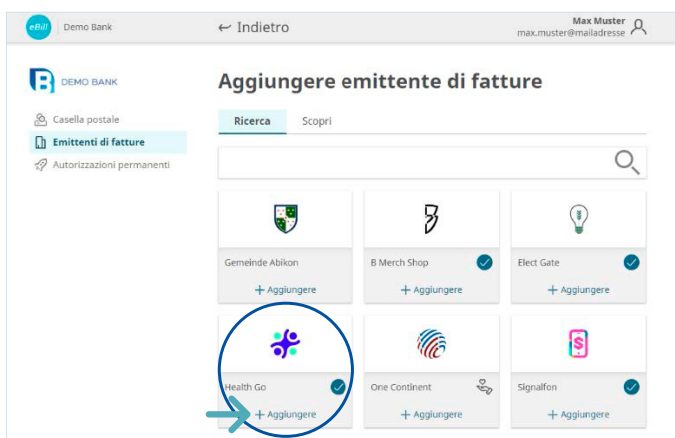 eBill
Demo Bank
← Indietro
Max Muster
max.muster@mailadresse
DEMO BANK
Casella postale
Emittenti di fatture
Autorizzazioni permanenti
Aggiungere emittente di fatture
Ricerca Scopri
Gemeinde Abikon B Merch Shop Elect Gate
+ Aggiungere + Aggiungere + Aggiungere
Health Go One Continent Signalfon
+ Aggiungere + Aggiungere + Aggiungere